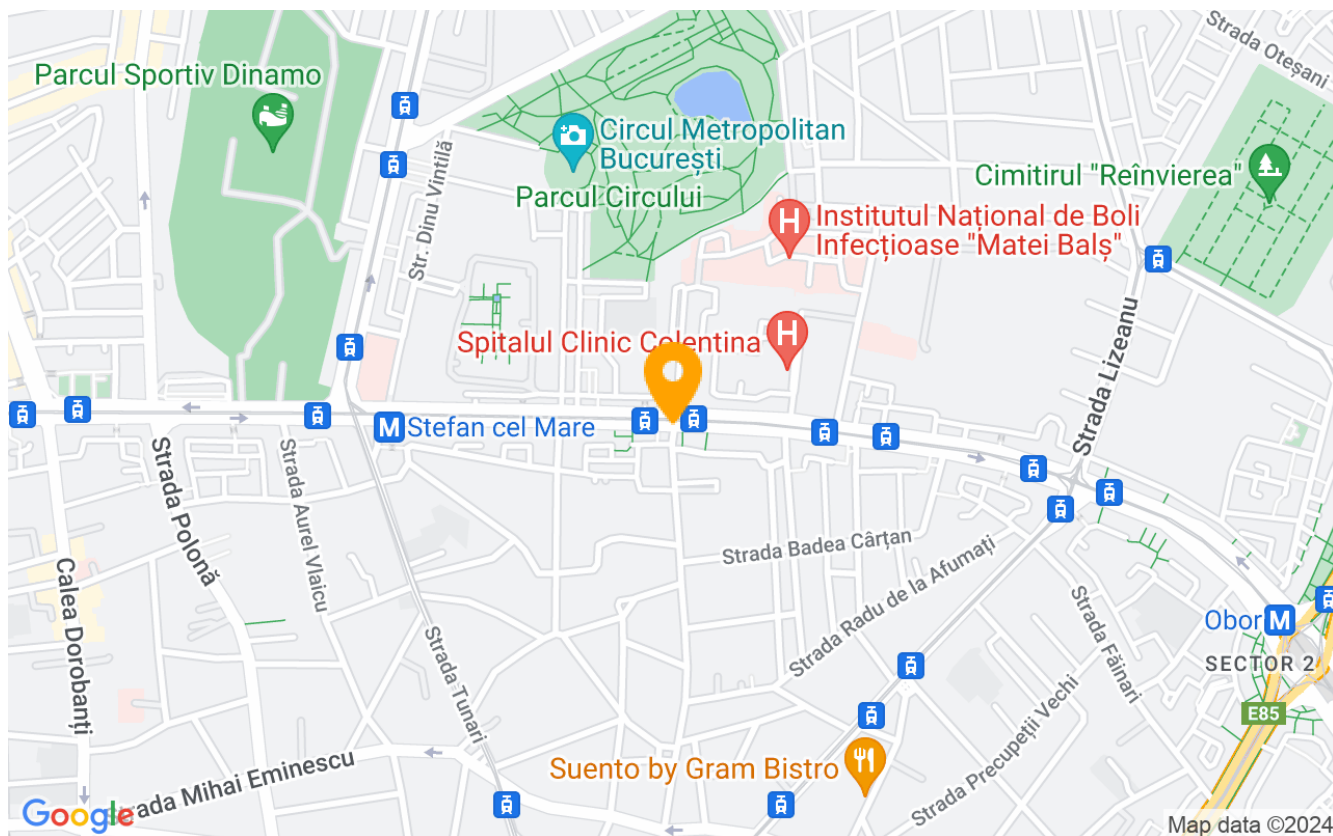 Strada Oteșani
Parcul Sportiv Dinamo
Circul Metropolitan
București
Str. Dinu Vintilă
Cimitirul "Reînvierea"
Parcul Circului
Institutul Național de Boli
Infecțioase "Matei Balș"
H
Spitalul Clinic Colentina
H
Strada Lizeanu
M
Stefan cel Mare
Strada Polonă
Strada Aurel Vlaicu
Strada Badea Cârțan
Strada Radu de la Afumați
Calea Dorobanți
Strada Tunari
Strada Făinari
Obor
M
SECTOR 2
E85
Strada Precupeții Vechi
Suento by Gram Bistro
Strada Mihai Eminescu
Google
Map data ©2024